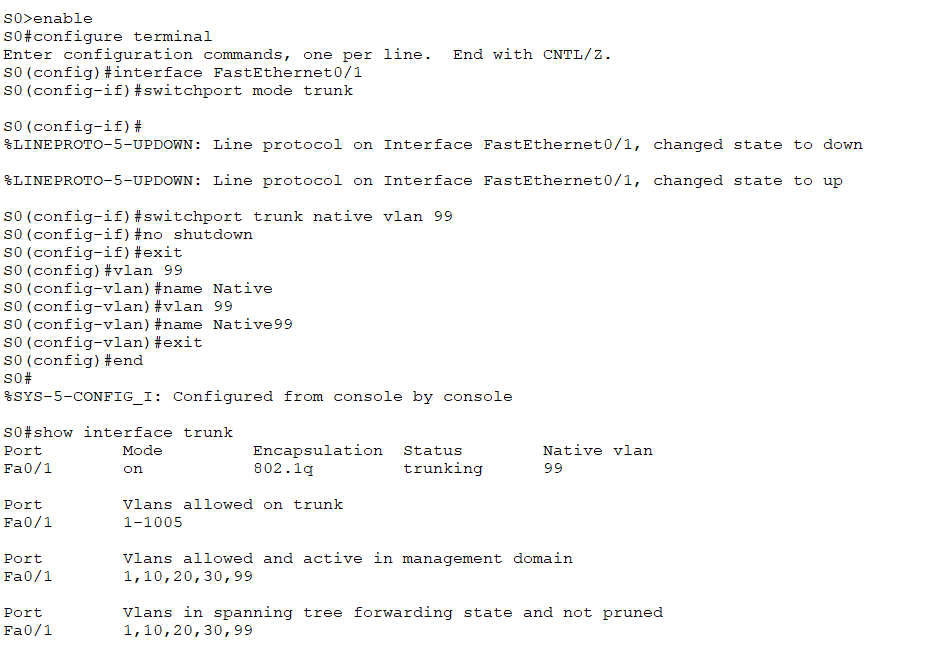 S0>enable
S0#configure terminal
Enter configuration commands, one per line.  End with CNTL/Z.
S0(config)#interface FastEthernet0/1
S0(config-if)#switchport mode trunk
S0(config-if)#
%LINEPROTO-5-UPDOWN: Line protocol on Interface FastEthernet0/1, changed state to down
%LINEPROTO-5-UPDOWN: Line protocol on Interface FastEthernet0/1, changed state to up
S0(config-if)#switchport trunk native vlan 99
S0(config-if)#no shutdown
S0(config-if)#exit
S0(config)#vlan 99
S0(config-vlan)#name Native
S0(config-vlan)#vlan 99
S0(config-vlan)#name Native99
S0(config-vlan)#exit
S0(config)#end
S0#
%SYS-5-CONFIG_I: Configured from console by console
S0#show interface trunk
Port        Mode         Encapsulation  Status        Native vlan
Fa0/1       on           802.1q         trunking      99
Port        Vlans allowed on trunk
Fa0/1       1-1005
Port        Vlans allowed and active in management domain
Fa0/1       1,10,20,30,99
Port        Vlans in spanning tree forwarding state and not pruned
Fa0/1       1,10,20,30,99